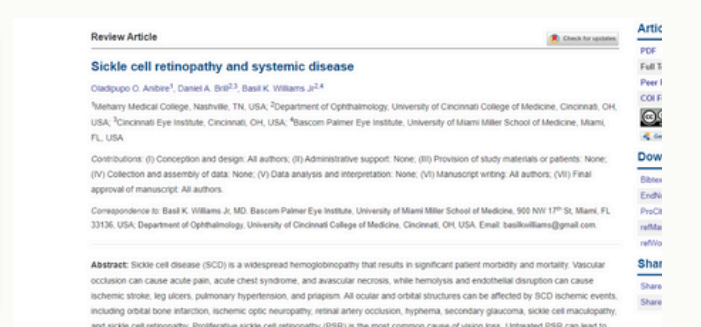 Review Article
Check for updates
Sickle cell retinopathy and systemic disease
Oladipupo O. Anibire1, Daniel A. Brill2,3, Basil K. Williams Jr2,4
1Meharry Medical College, Nashville, TN, USA; 2Department of Ophthalmology, University of Cincinnati College of Medicine, Cincinnati, OH,
USA; 3Cincinnati Eye Institute, Cincinnati, OH, USA; 4Bascom Palmer Eye Institute, University of Miami Miller School of Medicine, Miami,
FL, USA
Contributions: (I) Conception and design: All authors; (II) Administrative support: None; (III) Provision of study materials or patients: None;
(IV) Collection and assembly of data: None; (V) Data analysis and interpretation: None; (VI) Manuscript writing: All authors; (VII) Final
approval of manuscript: All authors.
Correspondence to: Basil K. Williams Jr, MD. Bascom Palmer Eye Institute, University of Miami Miller School of Medicine, 900 NW 17th St, Miami, FL
33136, USA; Department of Ophthalmology, University of Cincinnati College of Medicine, Cincinnati, OH, USA. Email: basilkwilliams@gmail.com.
Abstract: Sickle cell disease (SCD) is a widespread hemoglobinopathy that results in significant patient morbidity and mortality. Vascular
occlusion can cause acute pain, acute chest syndrome, and avascular necrosis, while hemolysis and endothelial disruption can cause
ischemic stroke, leg ulcers, pulmonary hypertension, and priapism. All ocular and orbital structures can be affected by SCD ischemic events,
including orbital bone infarction, ischemic optic neuropathy, retinal artery occlusion, hyphema, secondary glaucoma, sickle cell maculopathy,
and sickle cell retinopathy. Proliferative sickle cell retinopathy (PSR) is the most common cause of vision loss. Untreated PSR can lead to
Artic
PDF
Full T
Peer
COI F
Dow
Bibtex
EndN
ProCit
refMa
refWo
Shar
Share
Share